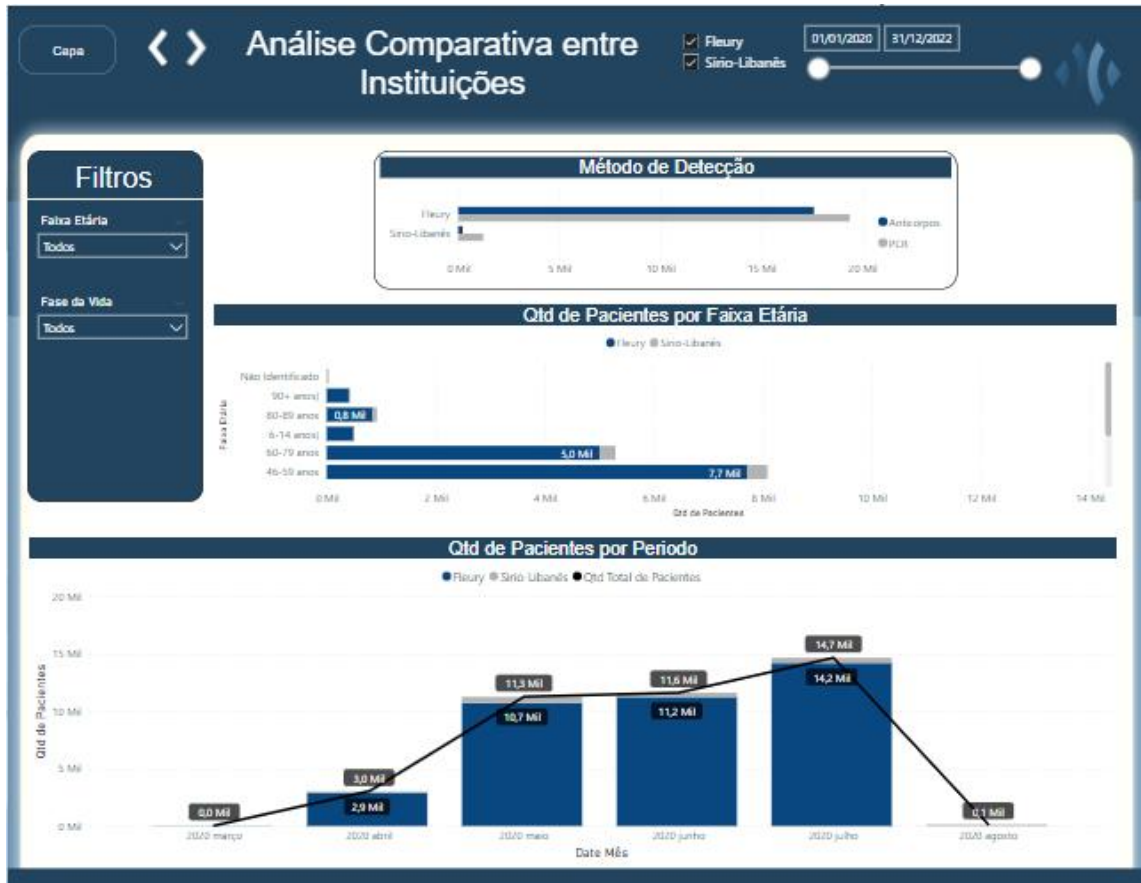 Capa
Análise Comparativa entre
Instituições
Fleury
Sírio-Libanês
01/01/2020 31/12/2022
Filtros
Faixa Etária
Todos
Fase da Vida
Todos
Método de Detecção
Fleury
Sírio-Libanês
Anticorpos
PCR
0 Mil 5 Mil 10 Mil 15 Mil 20 Mil
Qtd de Pacientes por Faixa Etária
Fleury Sírio-Libanês
Faixa Etária
Não Identificado
90+ anos)
80-89 anos 0,8 Mil
6-14 anos)
60-79 anos 5,0 Mil
46-59 anos 7,7 Mil
0 Mil 2 Mil 4 Mil 6 Mil 8 Mil 10 Mil 12 Mil 14 Mil
Qtd de Pacientes
Qtd de Pacientes por Periodo
Fleury Sírio-Libanês Qtd Total de Pacientes
Qtd de Pacientes
20 Mil
15 Mil
10 Mil
5 Mil
0 Mil
0,0 Mil
3,0 Mil
2,9 Mil
11,3 Mil
10,7 Mil
11,6 Mil
11,2 Mil
14,7 Mil
14,2 Mil
0,1 Mil
2020 março 2020 abril 2020 maio 2020 junho 2020 julho 2020 agosto
Date Mês